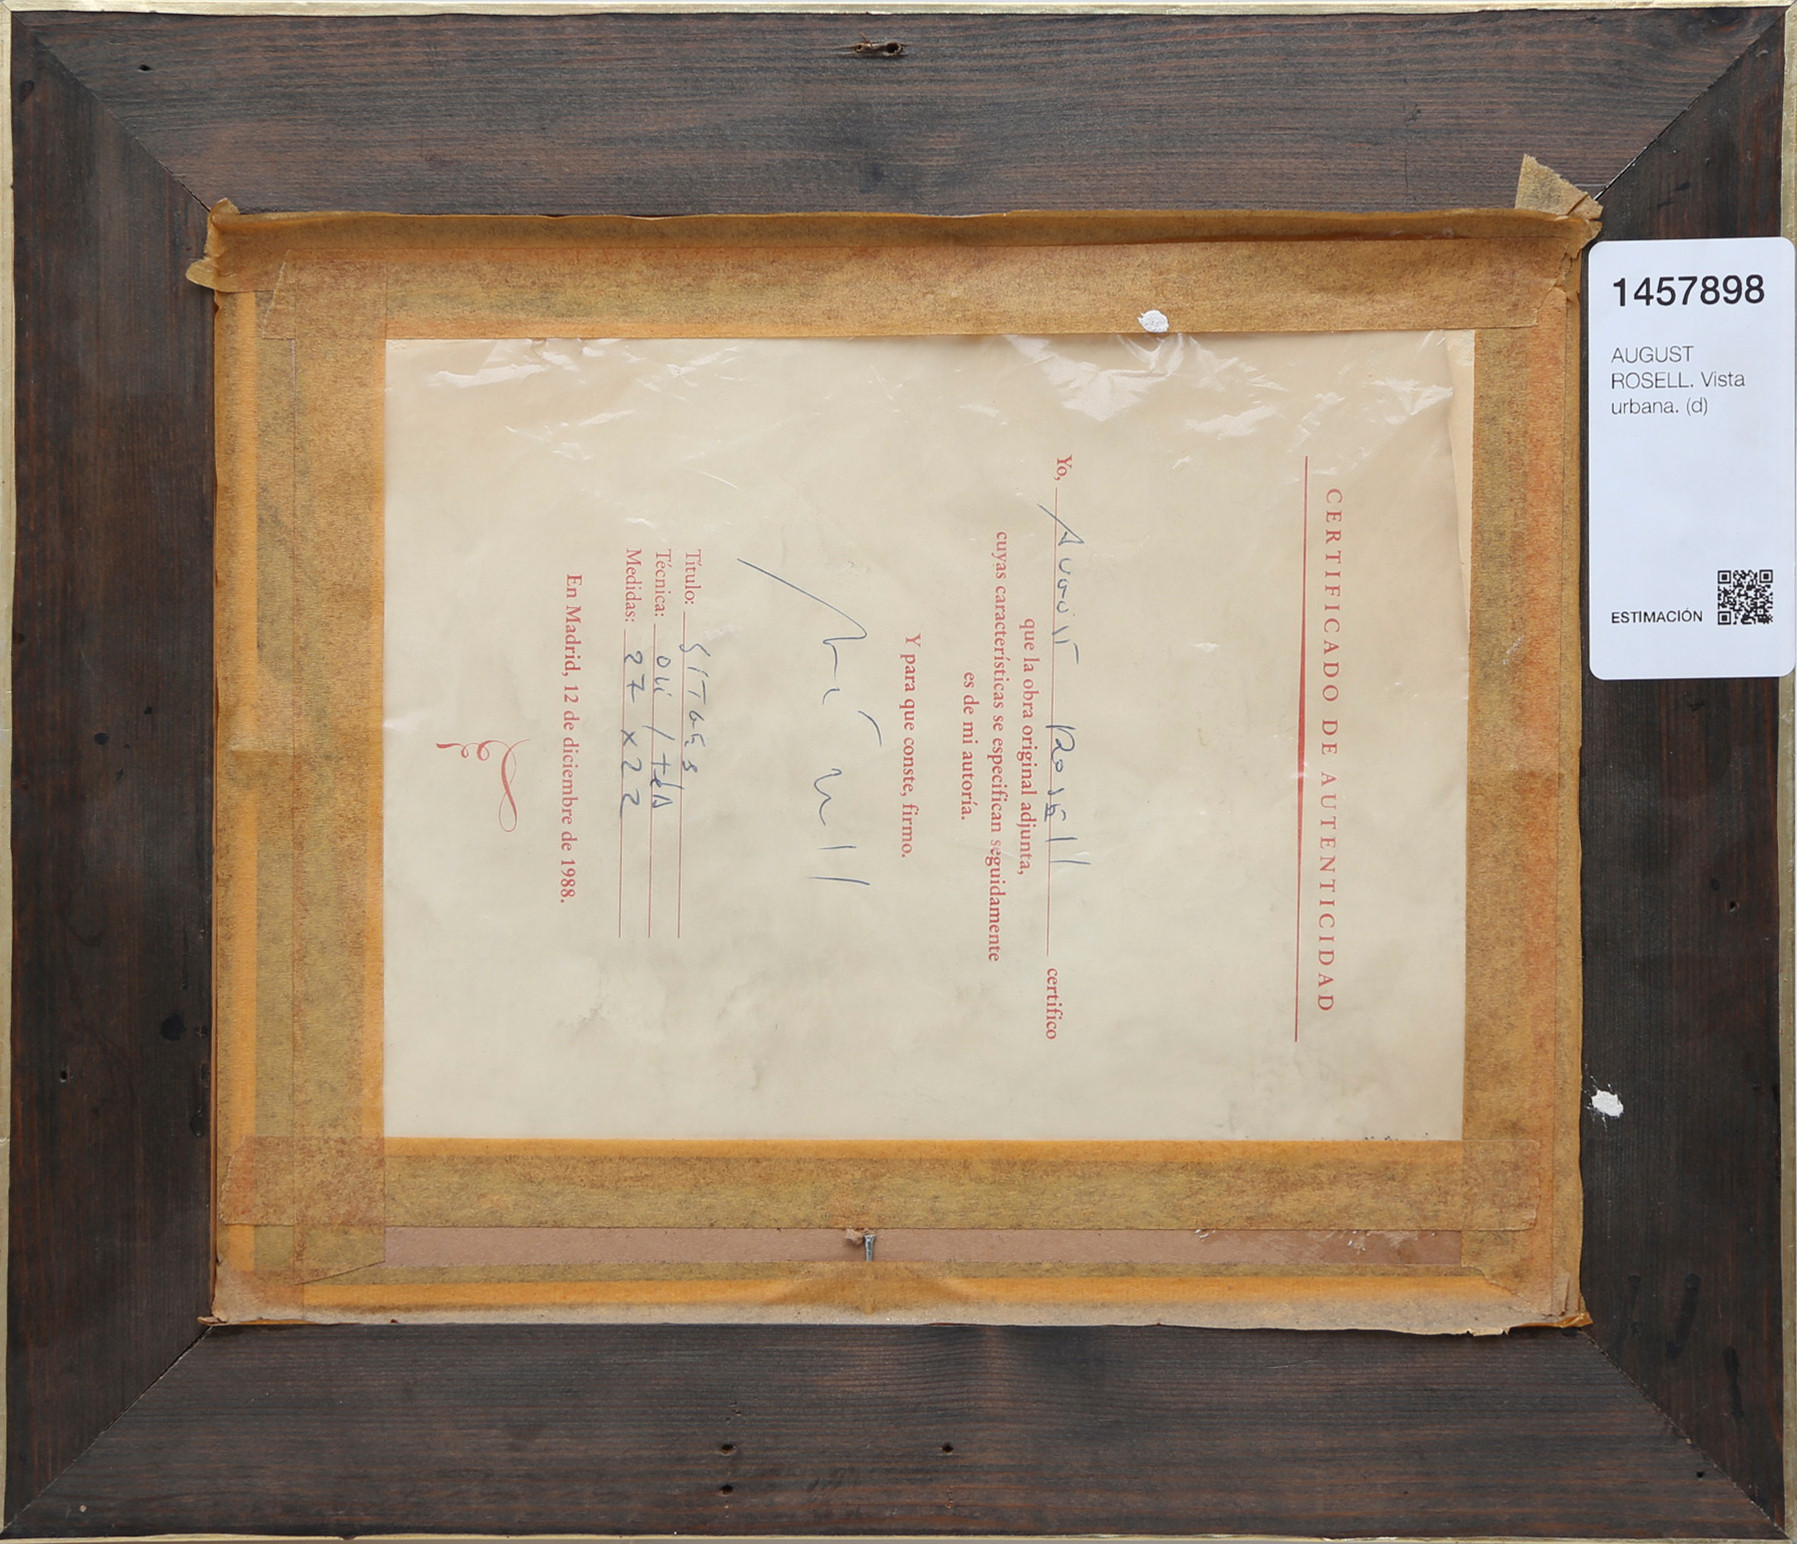 CERTIFICADO DE AUTENTICIDAD
Yo, August Rosell certifico
que la obra original adjunta,
cuyas características se especifican seguidamente
es de mi autoría.
Y para que conste, firmo.
Título: SITGES
Técnica: oli / tela
Medidas: 27 x 22
En Madrid, 12 de diciembre de 1988.
1457898
AUGUST
ROSELL. Vista
urbana. (d)
ESTIMACIÓN